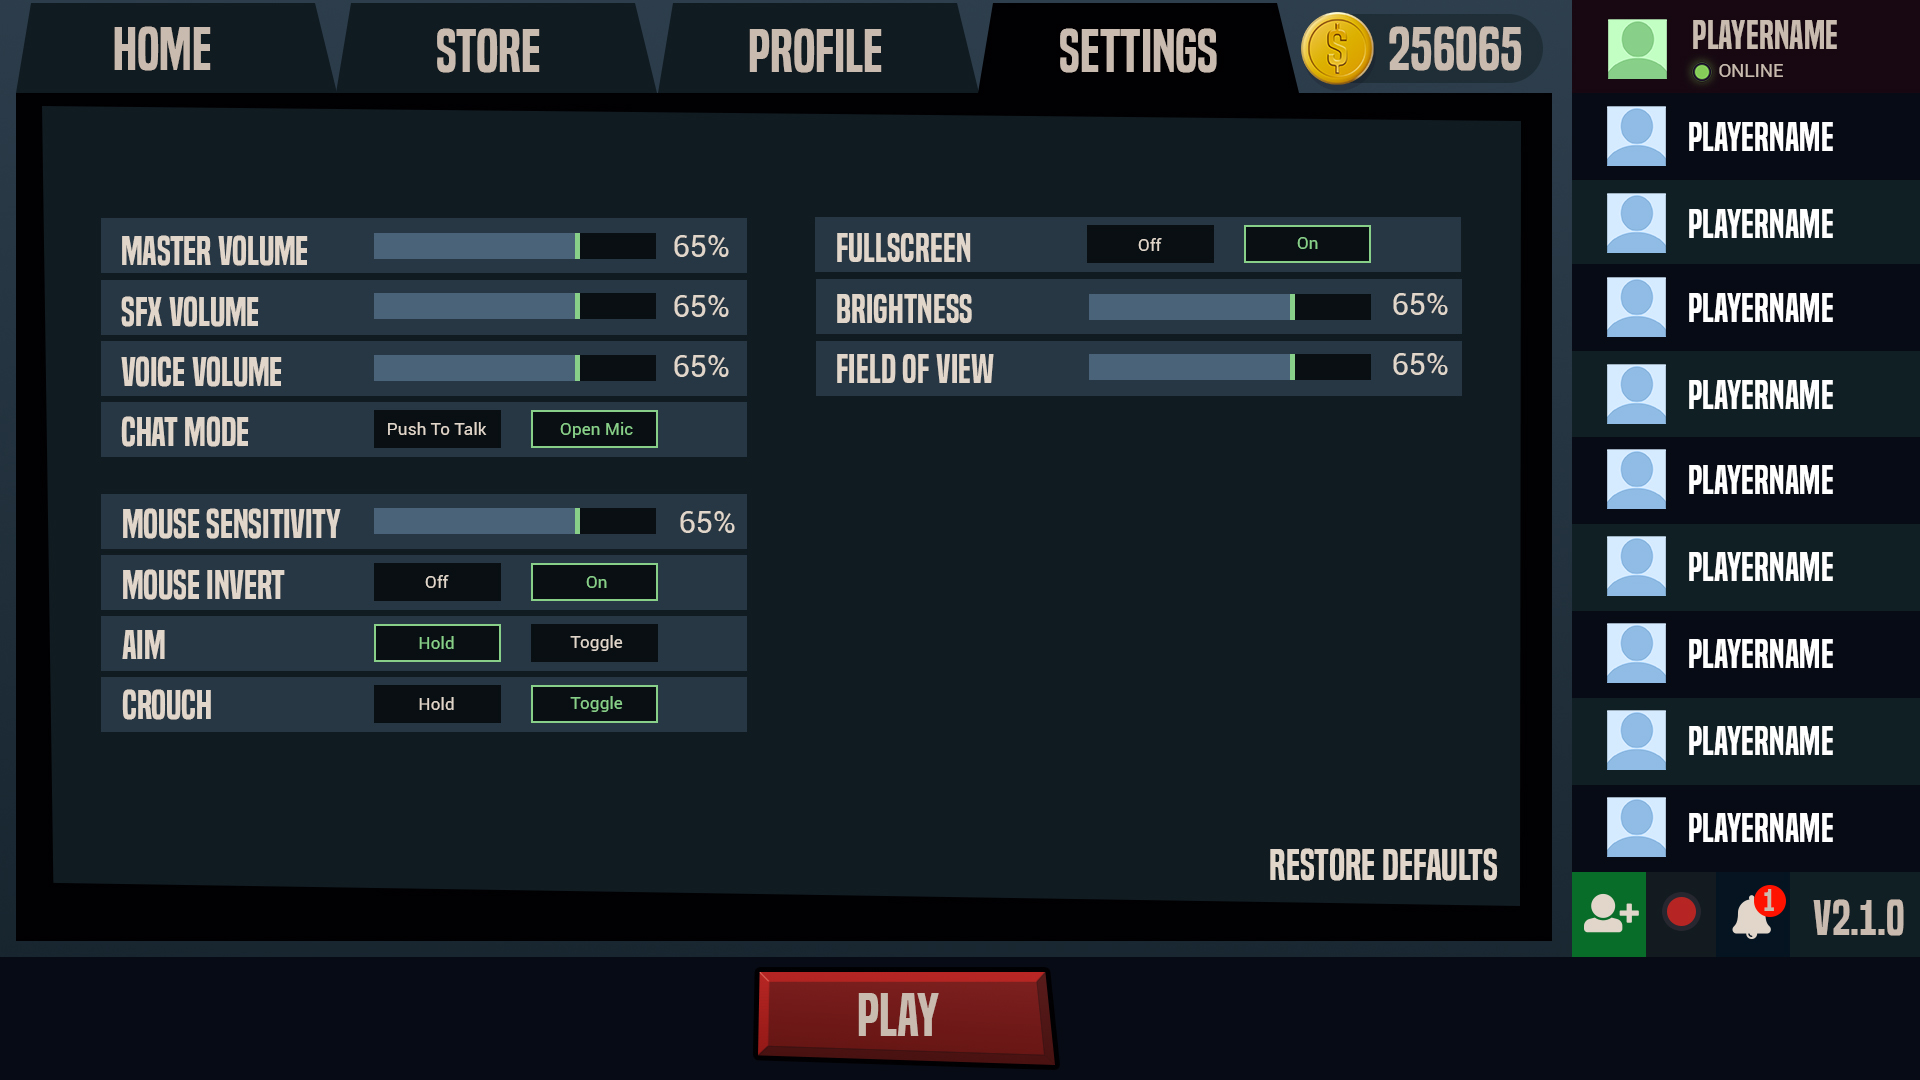 HOME
STORE
PROFILE
SETTINGS
$
256065
PLAYERNAME
ONLINE
MASTER VOLUME
65%
SFX VOLUME
65%
VOICE VOLUME
65%
CHAT MODE
Push To Talk
Open Mic
MOUSE SENSITIVITY
65%
MOUSE INVERT
Off
On
AIM
Hold
Toggle
CROUCH
Hold
Toggle
FULLSCREEN
Off
On
BRIGHTNESS
65%
FIELD OF VIEW
65%
RESTORE DEFAULTS
PLAYERNAME
PLAYERNAME
PLAYERNAME
PLAYERNAME
PLAYERNAME
PLAYERNAME
PLAYERNAME
PLAYERNAME
PLAYERNAME
1
V2.1.0
PLAY